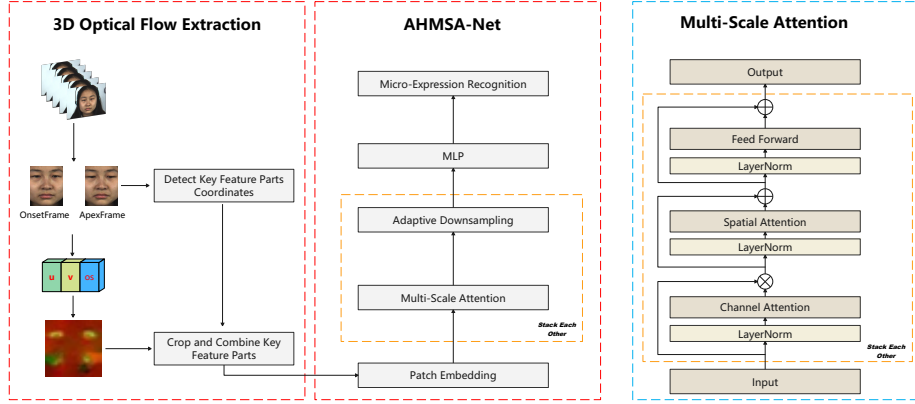 3D Optical Flow Extraction
OnsetFrame
ApexFrame
Detect Key Feature Parts
Coordinates
u
v
os
Crop and Combine Key
Feature Parts
AHMSA-Net
Micro-Expression Recognition
MLP
Adaptive Downsampling
Multi-Scale Attention
Stack Each
Other
Patch Embedding
Multi-Scale Attention
Output
Feed Forward
LayerNorm
Spatial Attention
LayerNorm
Channel Attention
LayerNorm
Stack Each
Other
Input